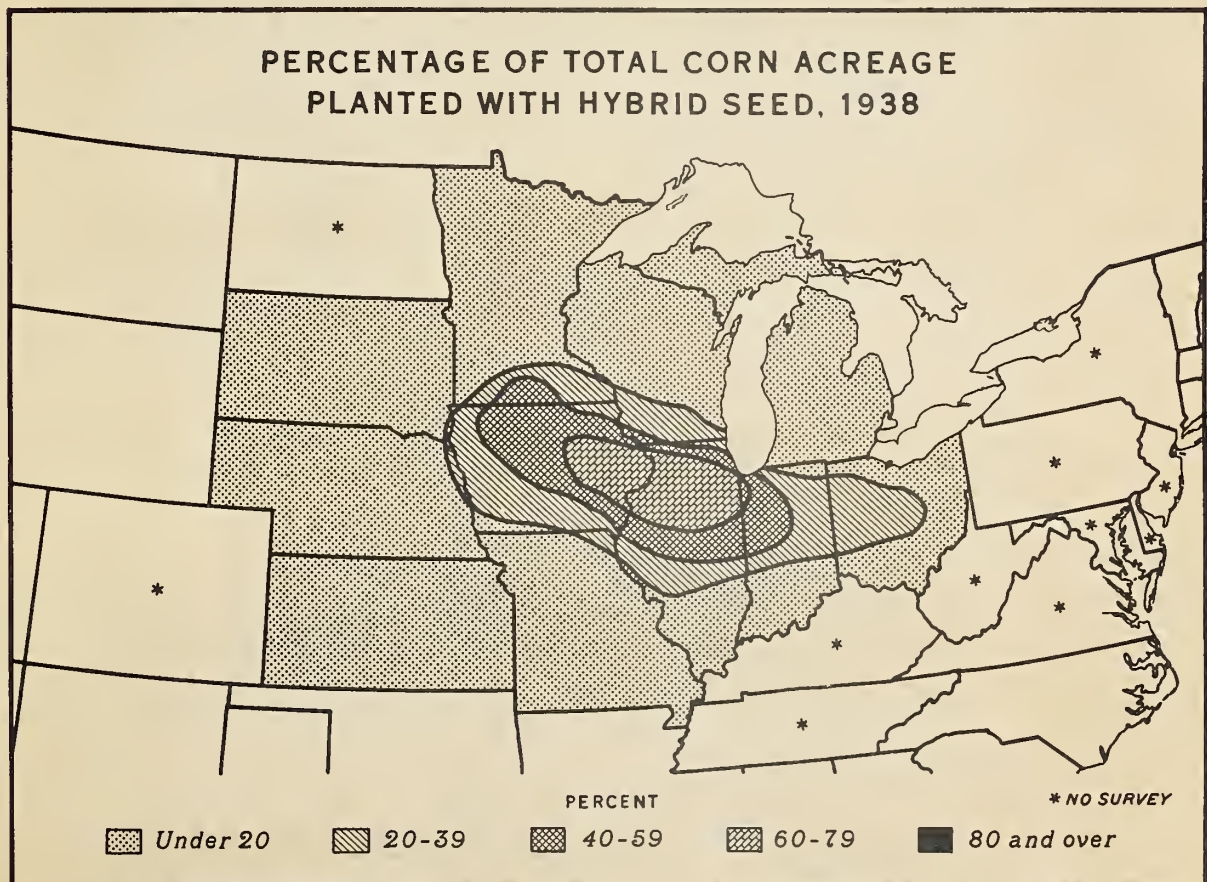 PERCENTAGE OF TOTAL CORN ACREAGE
PLANTED WITH HYBRID SEED, 1938
*
*
*
*
*
*
*
*
*
*
*
PERCENT
* NO SURVEY
Under 20 20-39 40-59 60-79 80 and over